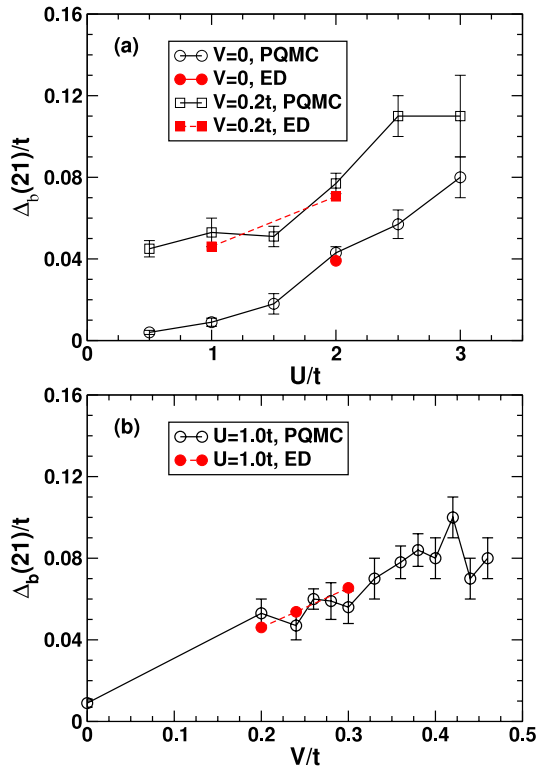 0.16
(a)
V=0, PQMC
V=0, ED
V=0.2t, PQMC
V=0.2t, ED
0.12
0.08
0.04
0
0 1 2 3
Δb(21)/t
U/t
0.16
(b)
U=1.0t, PQMC
U=1.0t, ED
0.12
0.08
0.04
0
0 0.1 0.2 0.3 0.4 0.5
Δb(21)/t
V/t